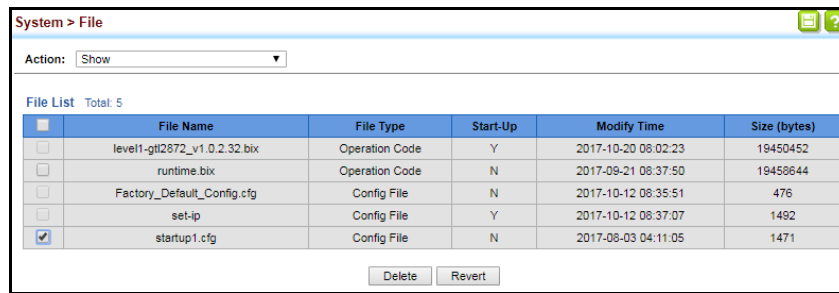 System > File
?
Action: Show
File List Total: 5
File Name File Type Start-Up Modify Time Size (bytes)
level1-gtl2872_v1.0.2.32.bix Operation Code Y 2017-10-20 08:02:23 19450452
runtime.bix Operation Code N 2017-09-21 08:37:50 19458644
Factory_Default_Config.cfg Config File N 2017-10-12 08:35:51 476
set-ip Config File Y 2017-10-12 08:37:07 1492
startup1.cfg Config File N 2017-08-03 04:11:05 1471
Delete Revert